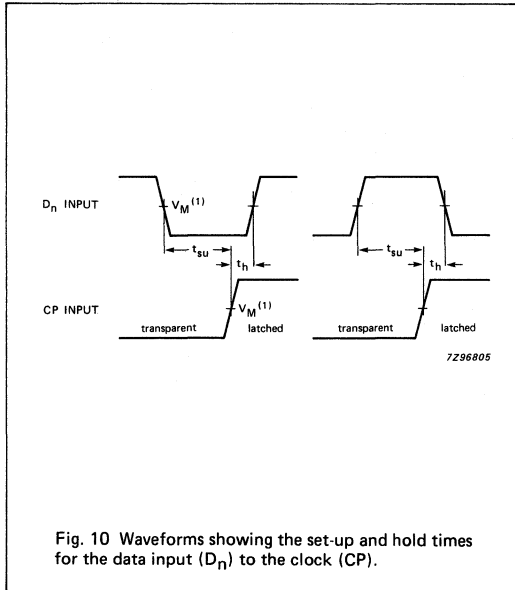 Dn INPUT
VM(1)
tsu
th
CP INPUT
VM(1)
transparent
latched
tsu
th
transparent
latched
7Z96805
Fig. 10 Waveforms showing the set-up and hold times
for the data input (Dn) to the clock (CP).